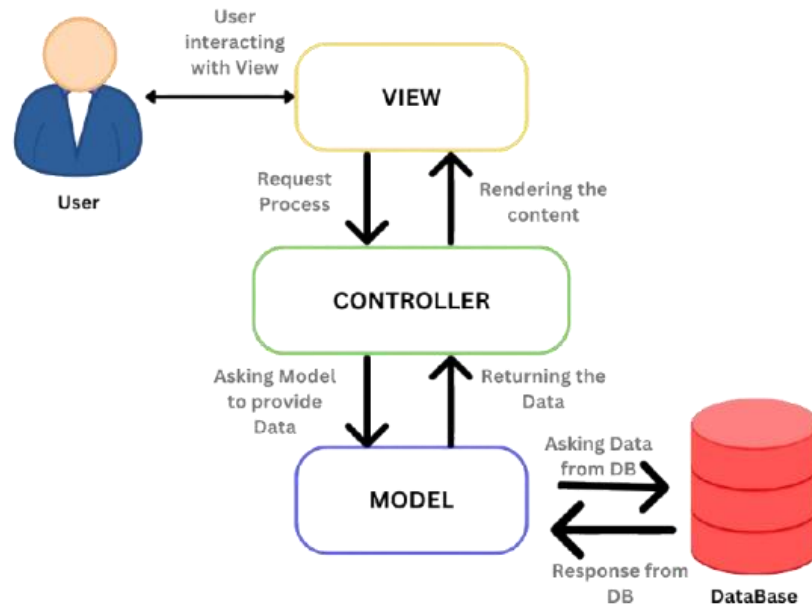 User
interacting
with View
VIEW
User
Request
Process
Rendering the
content
CONTROLLER
Asking Model
to provide
Data
Returning the
Data
MODEL
Asking Data
from DB
Response from
DB
DataBase